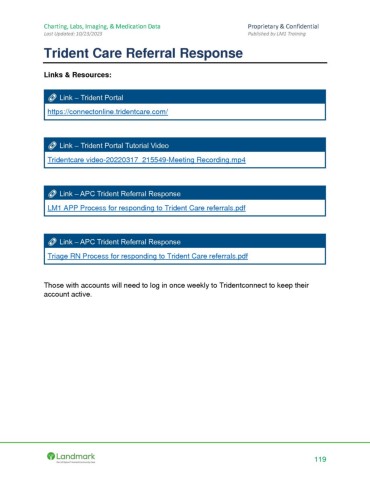 Charting, Labs, Imaging, & Medication Data Proprietary & Confidential
Last Updated: 10/23/2023 Published by LM1 Training
Trident Care Referral Response
Links & Resources:
Link – Trident Portal
https://connectonline.tridentcare.com/
Link – Trident Portal Tutorial Video
Tridentcare video-20220317_215549-Meeting Recording.mp4
Link – APC Trident Referral Response
LM1 APP Process for responding to Trident Care referrals.pdf
Link – APC Trident Referral Response
Triage RN Process for responding to Trident Care referrals.pdf
Those with accounts will need to log in once weekly to Tridentconnect to keep their
account active.
Landmark
119